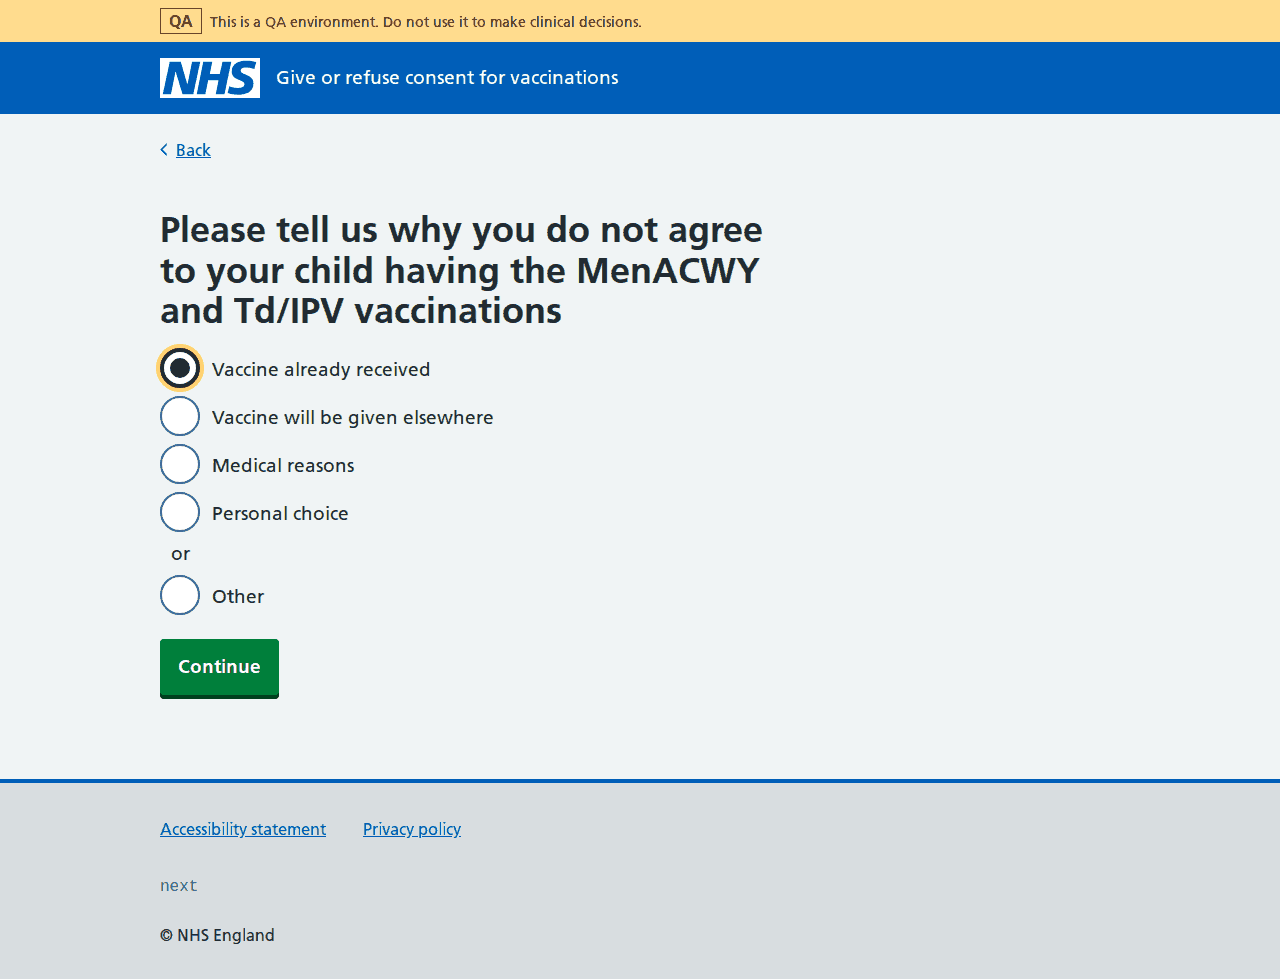 QA This is a QA environment. Do not use it to make clinical decisions.
NHS Give or refuse consent for vaccinations
Back
Please tell us why you do not agree
to your child having the MenACWY
and Td/IPV vaccinations
Vaccine already received
Vaccine will be given elsewhere
Medical reasons
Personal choice
or
Other
Continue
Accessibility statement Privacy policy
next
© NHS England